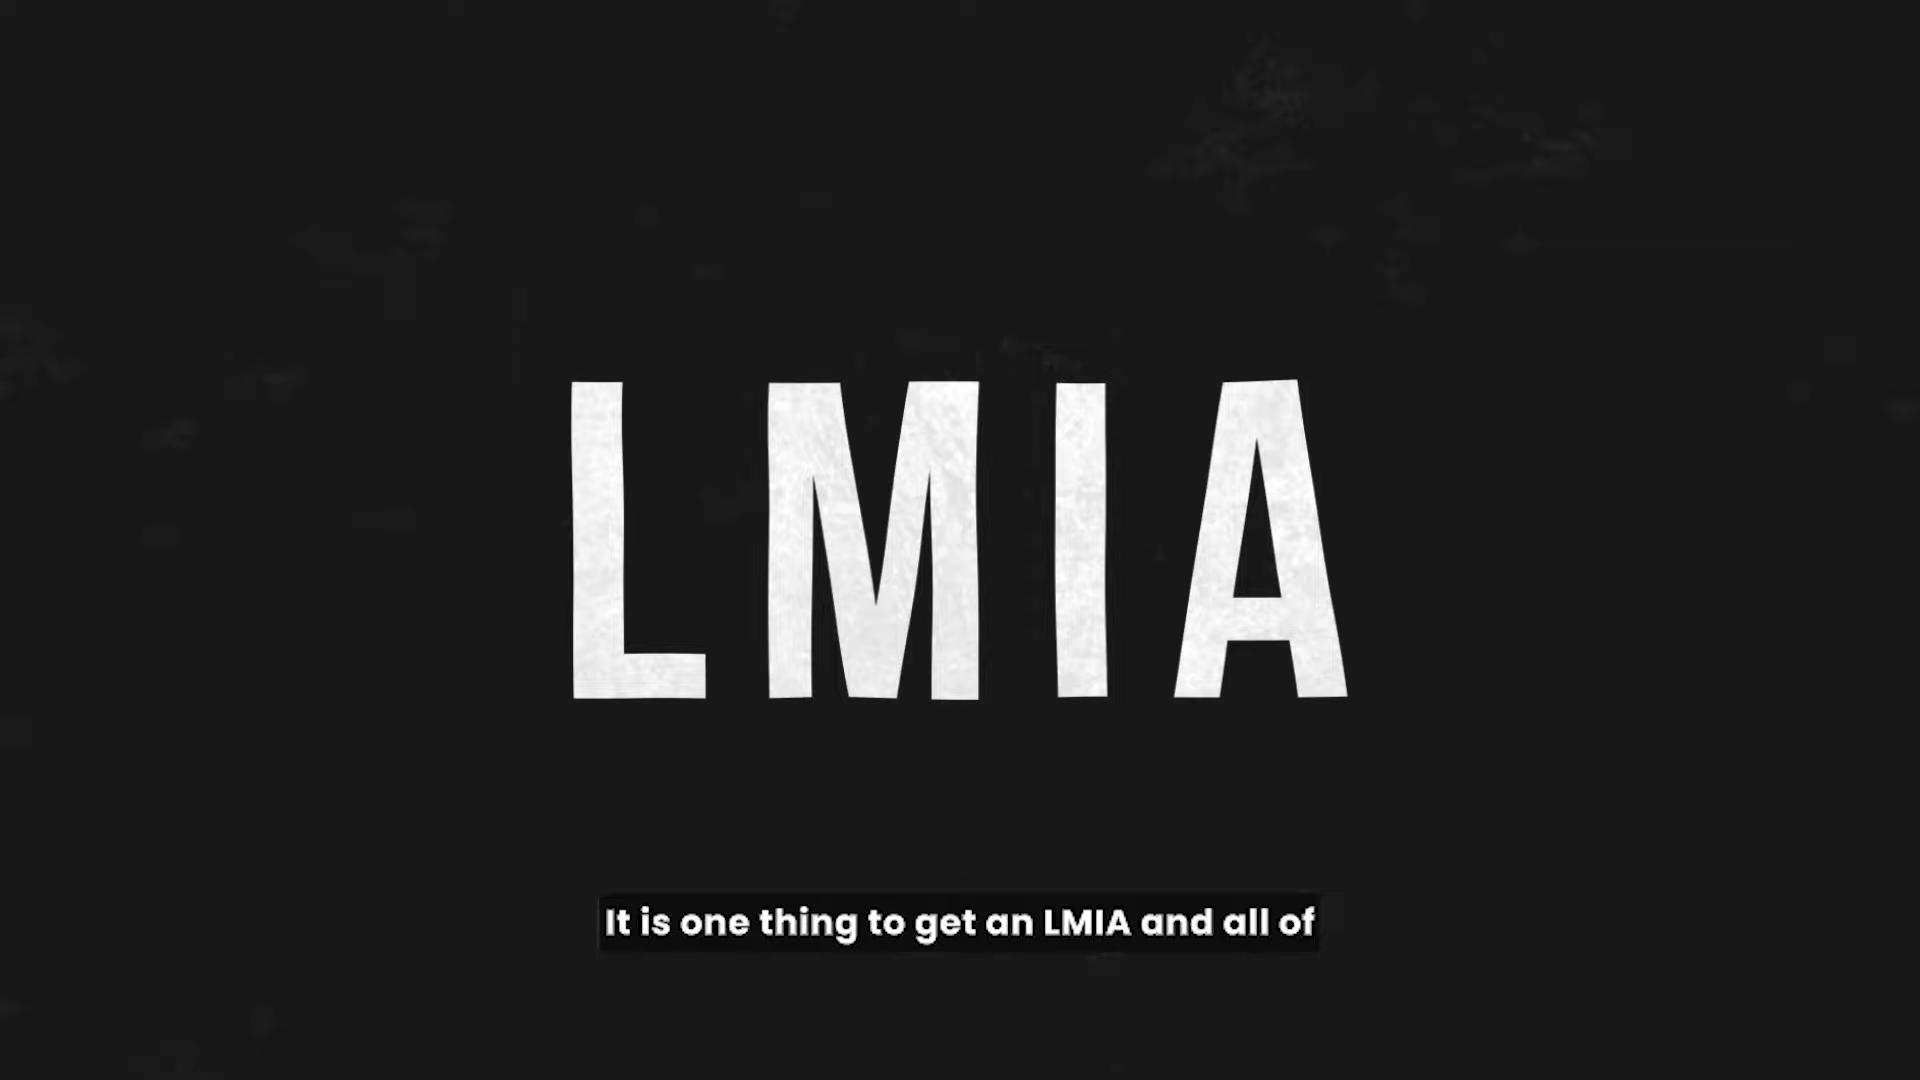 LMIA
It is one thing to get an LMIA and all of